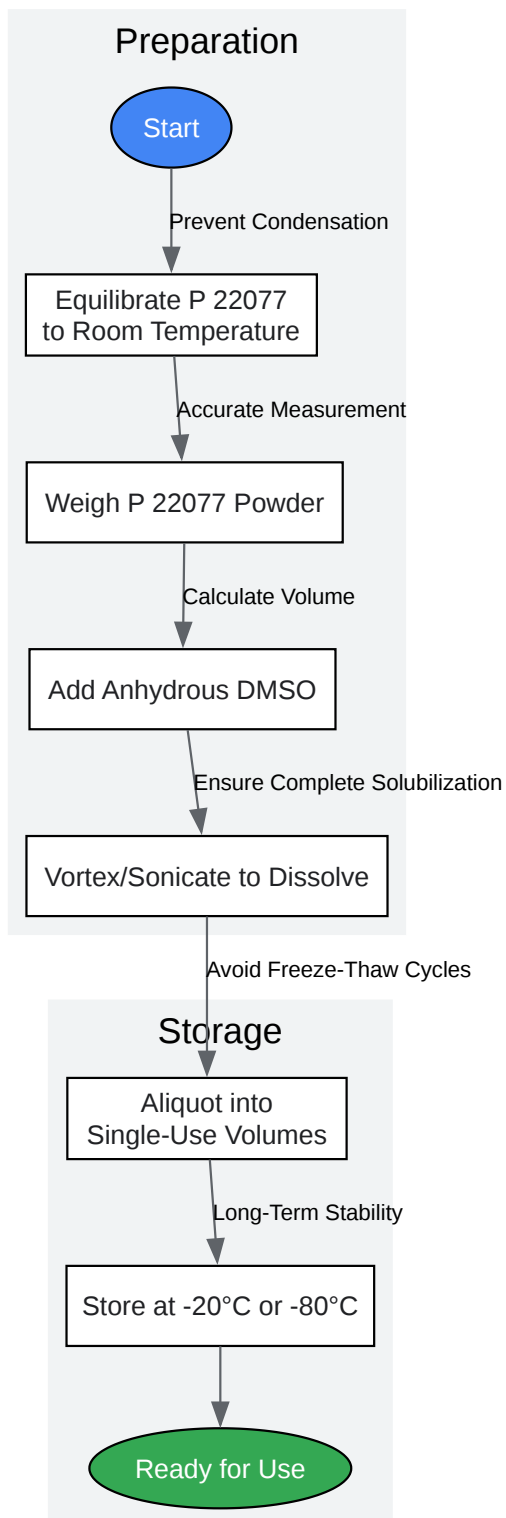 Preparation
Start
Prevent Condensation
Equilibrate P 22077
to Room Temperature
Accurate Measurement
Weigh P 22077 Powder
Calculate Volume
Add Anhydrous DMSO
Ensure Complete Solubilization
Vortex/Sonicate to Dissolve
Avoid Freeze-Thaw Cycles
Storage
Aliquot into
Single-Use Volumes
Long-Term Stability
Store at -20°C or -80°C
Ready for Use